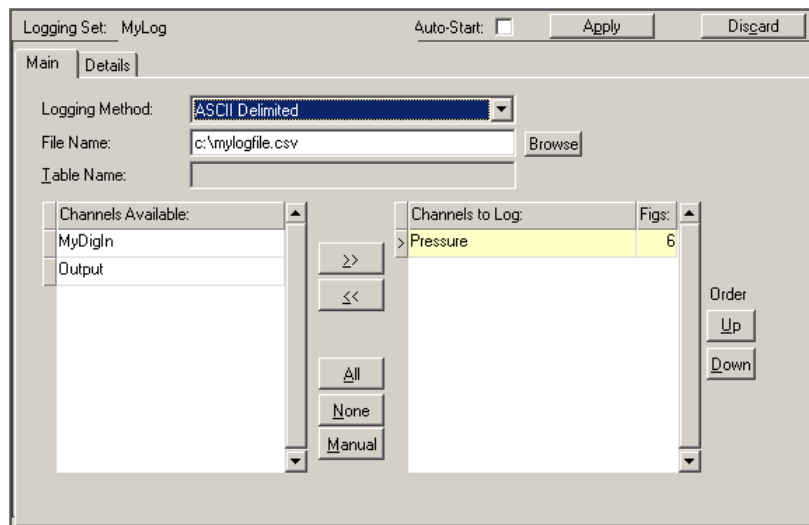 Logging Set: MyLog Auto-Start: Apply Discard
Main Details
Logging Method: ASCII Delimited
File Name: c:\mylogfile.csv Browse
Table Name:
Channels Available: Channels to Log: Figs:
MyDigIn > Pressure 6
Output
>>
<<
Order
Up
Down
All
None
Manual